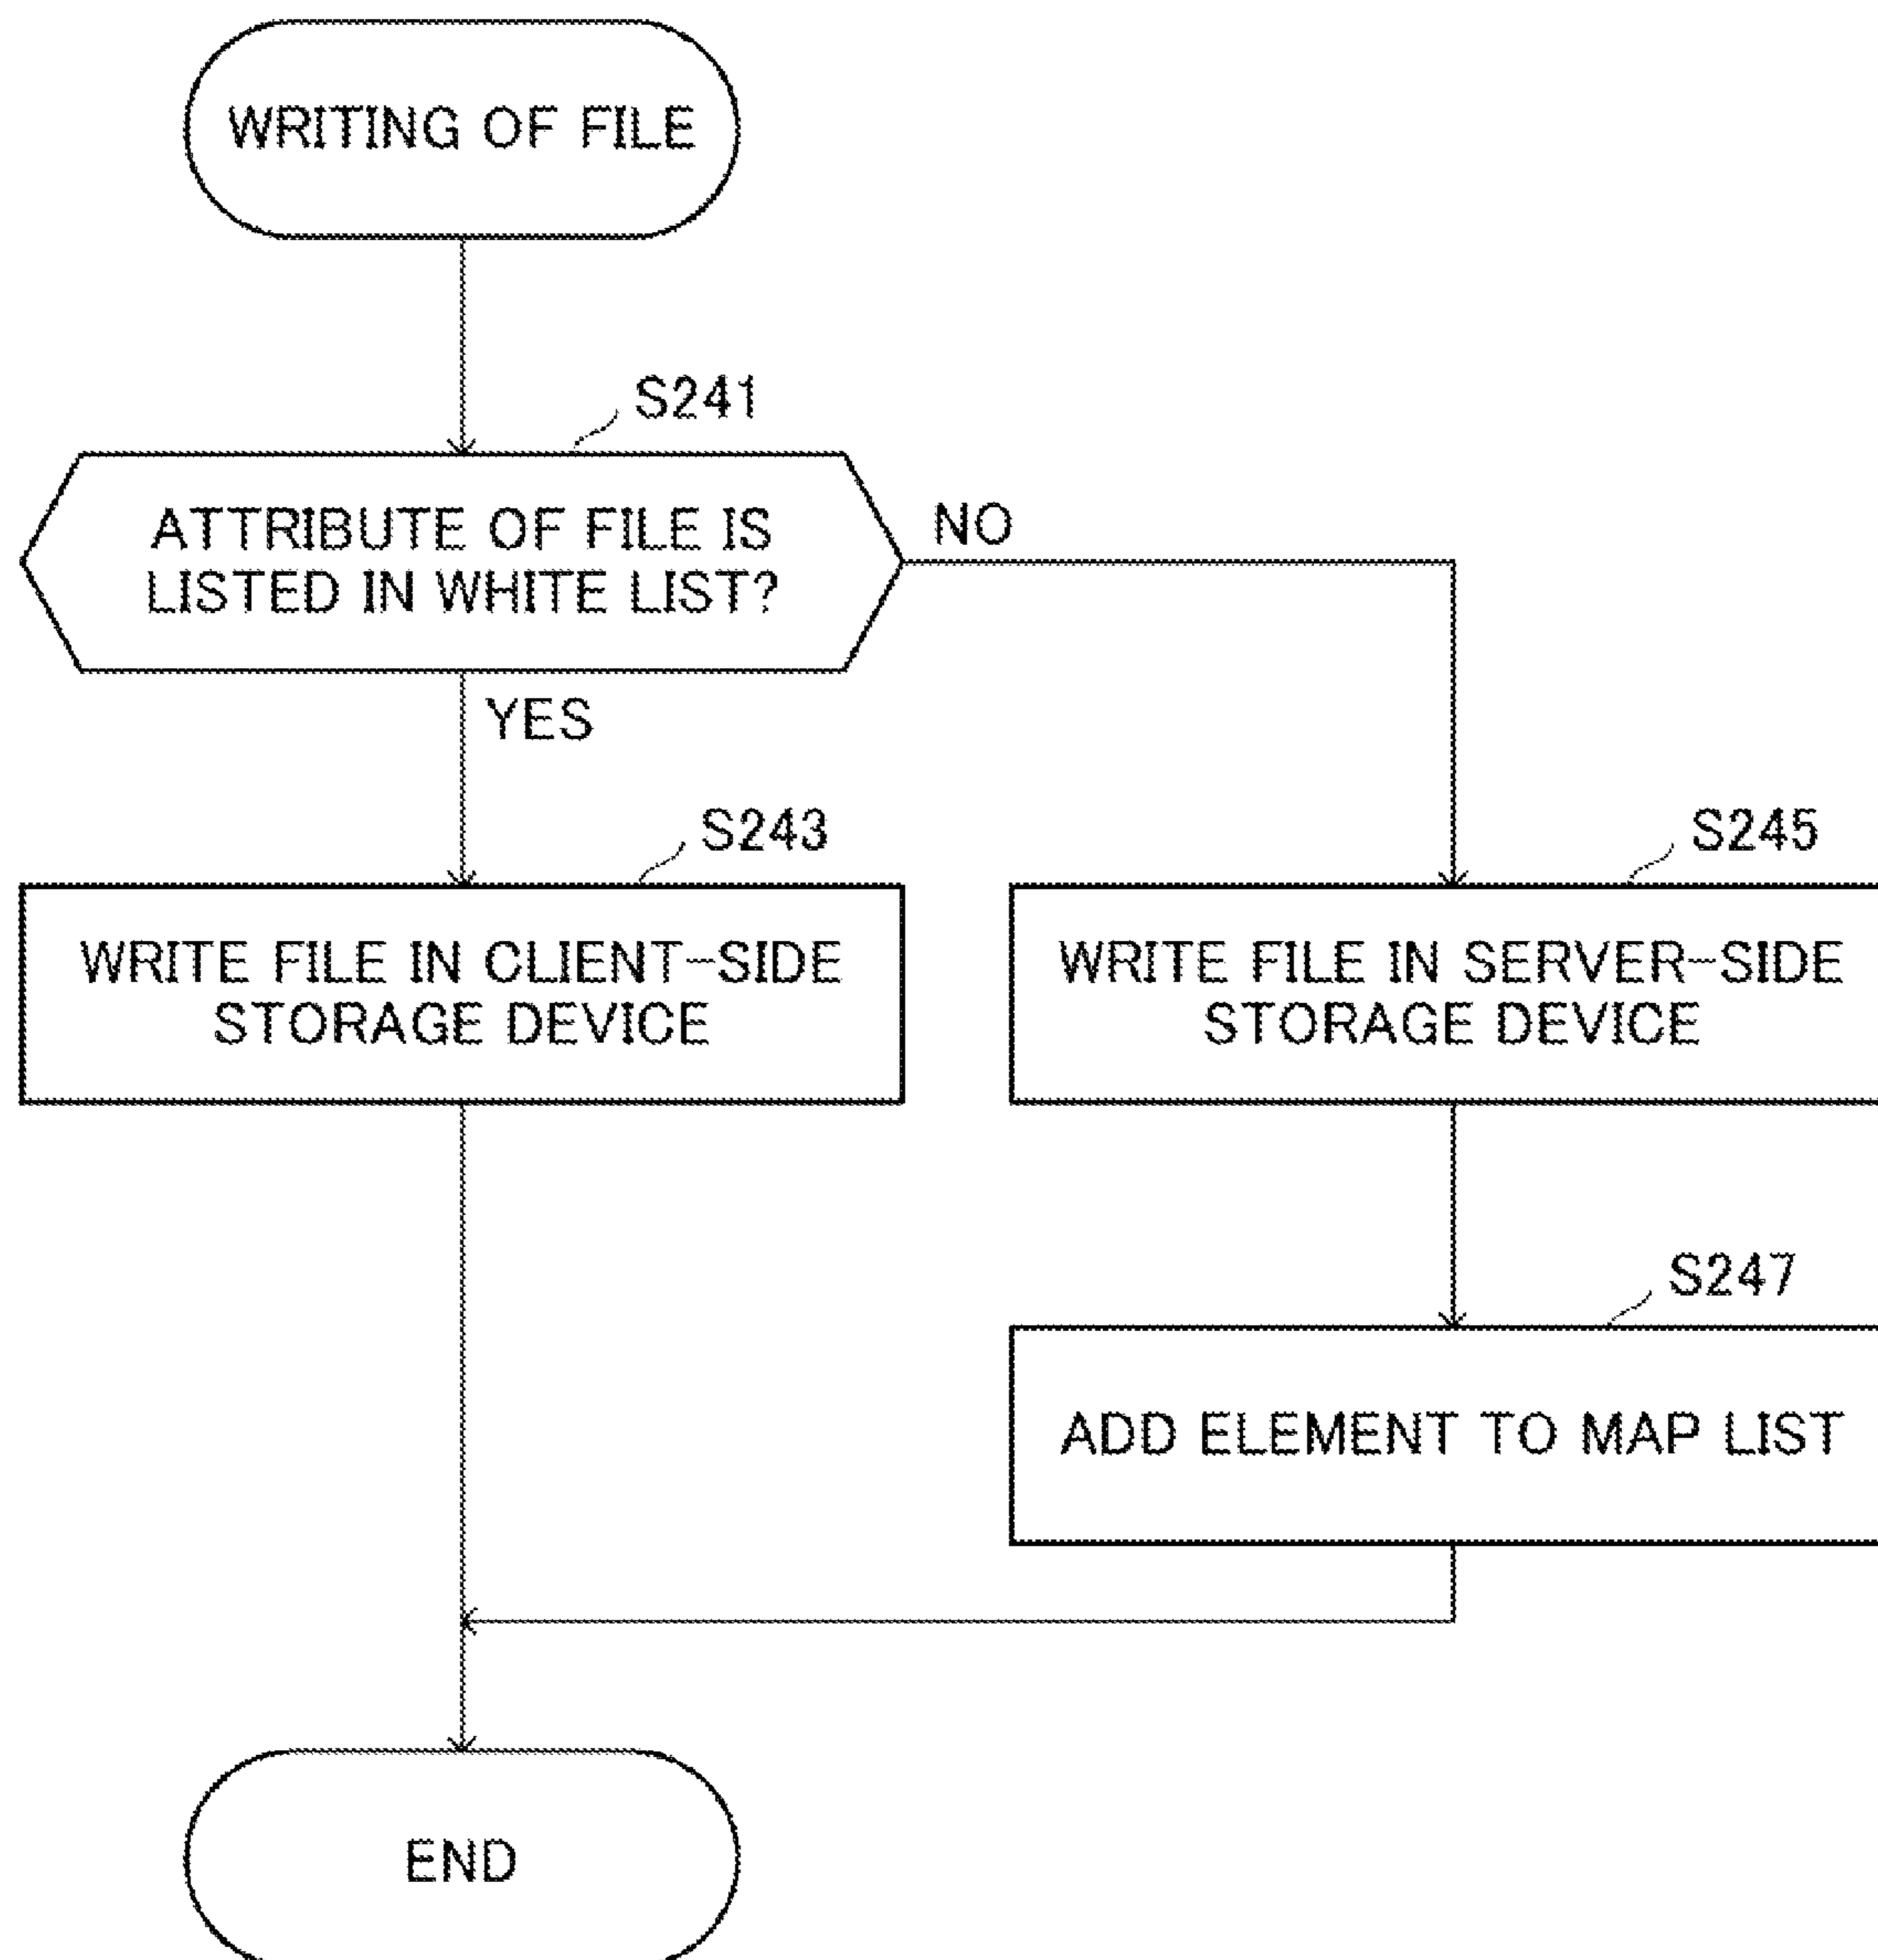 WRITING OF FILE
S241
ATTRIBUTE OF FILE IS
LISTED IN WHITE LIST?
NO
YES
S243
WRITE FILE IN CLIENT-SIDE
STORAGE DEVICE
S245
WRITE FILE IN SERVER-SIDE
STORAGE DEVICE
S247
ADD ELEMENT TO MAP LIST
END